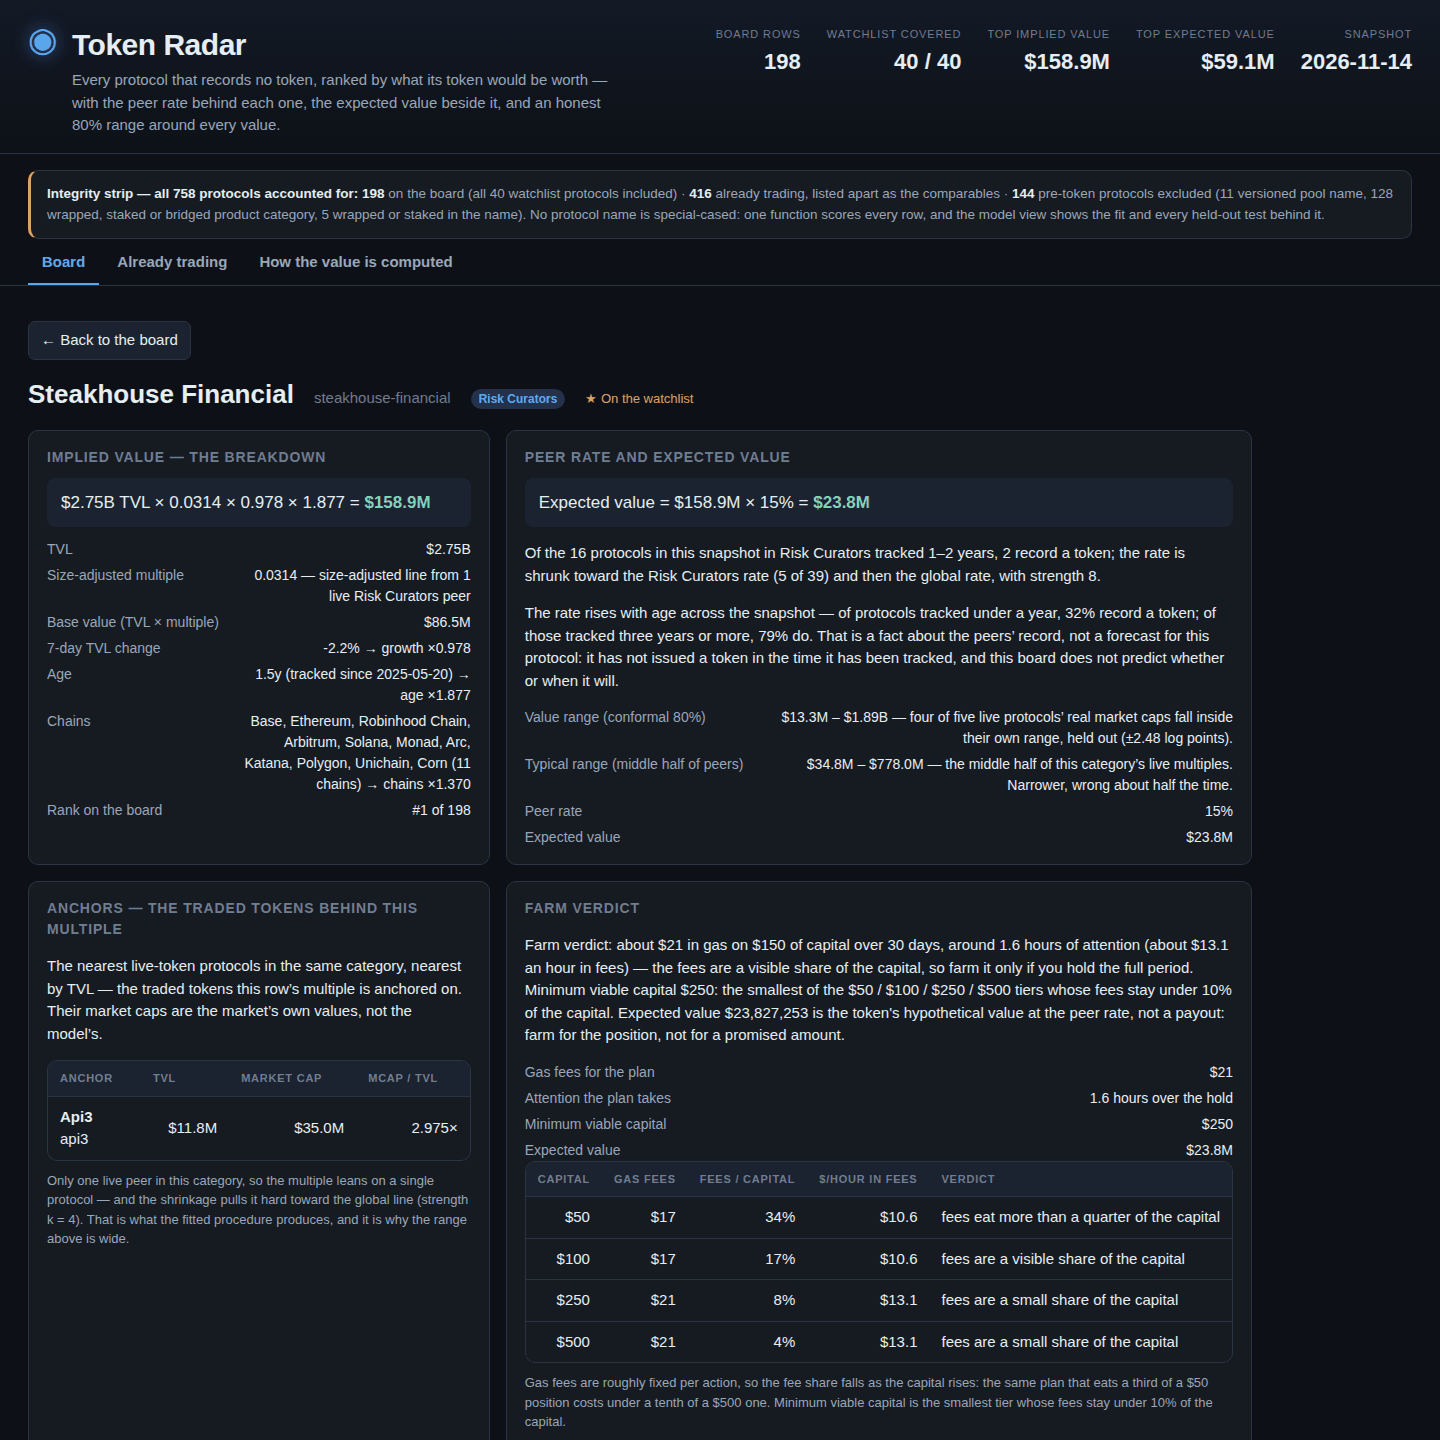 Token Radar
Every protocol that records no token, ranked by what its token would be worth —
with the peer rate behind each one, the expected value beside it, and an honest
80% range around every value.
BOARD ROWS
198
WATCHLIST COVERED
40 / 40
TOP IMPLIED VALUE
$158.9M
TOP EXPECTED VALUE
$59.1M
SNAPSHOT
2026-11-14
Integrity strip — all 758 protocols accounted for: 198 on the board (all 40 watchlist protocols included) · 416 already trading, listed apart as the comparables · 144 pre-token protocols excluded (11 versioned pool name, 128
wrapped, staked or bridged product category, 5 wrapped or staked in the name). No protocol name is special-cased: one function scores every row, and the model view shows the fit and every held-out test behind it.
Board Already trading How the value is computed
← Back to the board
Steakhouse Financial steakhouse-financial Risk Curators ★ On the watchlist
IMPLIED VALUE — THE BREAKDOWN
$2.75B TVL × 0.0314 × 0.978 × 1.877 = $158.9M
TVL $2.75B
Size-adjusted multiple 0.0314 — size-adjusted line from 1
live Risk Curators peer
Base value (TVL × multiple) $86.5M
7-day TVL change -2.2% → growth ×0.978
Age 1.5y (tracked since 2025-05-20) →
age ×1.877
Chains Base, Ethereum, Robinhood Chain,
Arbitrum, Solana, Monad, Arc,
Katana, Polygon, Unichain, Corn (11
chains) → chains ×1.370
Rank on the board #1 of 198
PEER RATE AND EXPECTED VALUE
Expected value = $158.9M × 15% = $23.8M
Of the 16 protocols in this snapshot in Risk Curators tracked 1–2 years, 2 record a token; the rate is
shrunk toward the Risk Curators rate (5 of 39) and then the global rate, with strength 8.
The rate rises with age across the snapshot — of protocols tracked under a year, 32% record a token; of
those tracked three years or more, 79% do. That is a fact about the peers’ record, not a forecast for this
protocol: it has not issued a token in the time it has been tracked, and this board does not predict whether
or when it will.
Value range (conformal 80%) $13.3M – $1.89B — four of five live protocols’ real market caps fall inside
their own range, held out (±2.48 log points).
Typical range (middle half of peers) $34.8M – $778.0M — the middle half of this category’s live multiples.
Narrower, wrong about half the time.
Peer rate 15%
Expected value $23.8M
ANCHORS — THE TRADED TOKENS BEHIND THIS
MULTIPLE
The nearest live-token protocols in the same category, nearest
by TVL — the traded tokens this row’s multiple is anchored on.
Their market caps are the market’s own values, not the
model’s.
ANCHOR TVL MARKET CAP MCAP / TVL
Api3
api3 $11.8M $35.0M 2.975×
Only one live peer in this category, so the multiple leans on a single
protocol — and the shrinkage pulls it hard toward the global line (strength
k = 4). That is what the fitted procedure produces, and it is why the range
above is wide.
FARM VERDICT
Farm verdict: about $21 in gas on $150 of capital over 30 days, around 1.6 hours of attention (about $13.1
an hour in fees) — the fees are a visible share of the capital, so farm it only if you hold the full period.
Minimum viable capital $250: the smallest of the $50 / $100 / $250 / $500 tiers whose fees stay under 10%
of the capital. Expected value $23,827,253 is the token’s hypothetical value at the peer rate, not a payout:
farm for the position, not for a promised amount.
Gas fees for the plan $21
Attention the plan takes 1.6 hours over the hold
Minimum viable capital $250
Expected value $23.8M
CAPITAL GAS FEES FEES / CAPITAL $/HOUR IN FEES VERDICT
$50 $17 34% $10.6 fees eat more than a quarter of the capital
$100 $17 17% $10.6 fees are a visible share of the capital
$250 $21 8% $13.1 fees are a small share of the capital
$500 $21 4% $13.1 fees are a small share of the capital
Gas fees are roughly fixed per action, so the fee share falls as the capital rises: the same plan that eats a third of a $50
position costs under a tenth of a $500 one. Minimum viable capital is the smallest tier whose fees stay under 10% of the
capital.